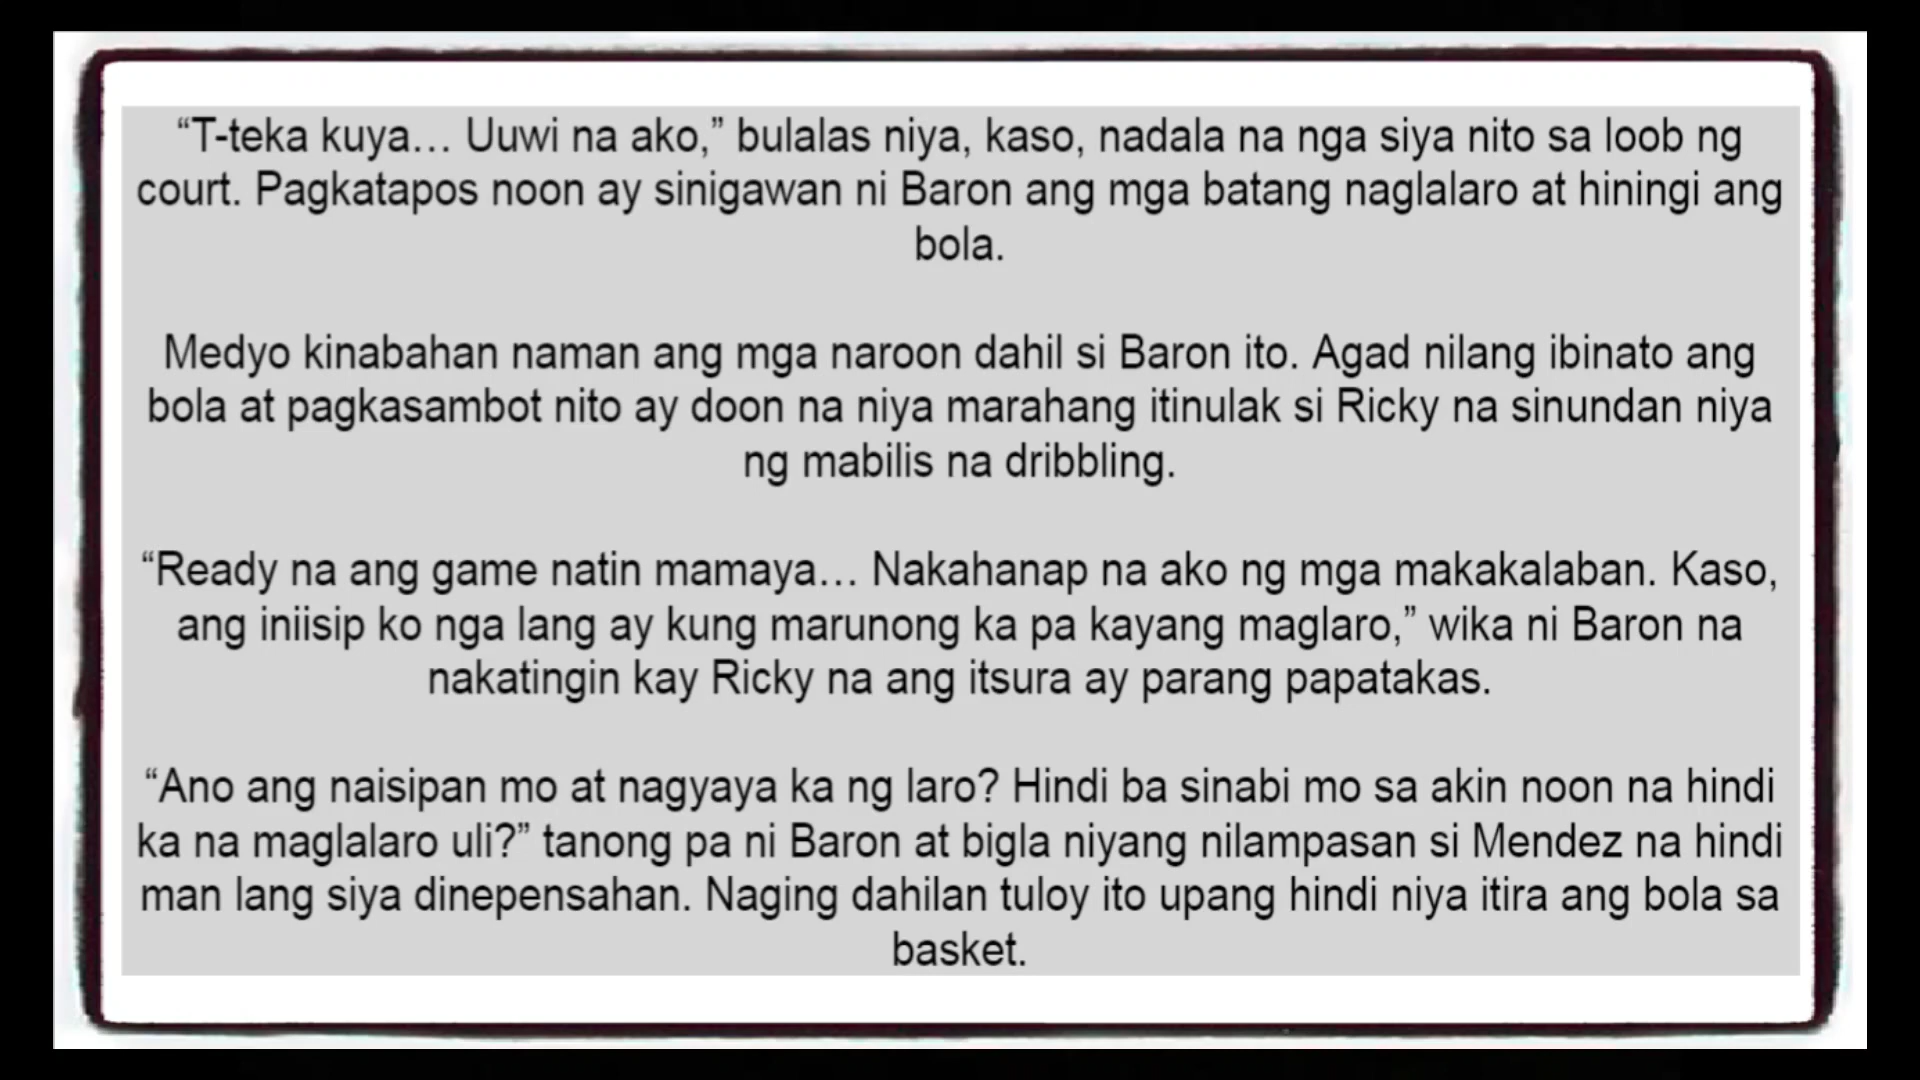 “T-teka kuya… Uuwi na ako,” bulalas niya, kaso, nadala na nga siya nito sa loob ng
court. Pagkatapos noon ay sinigawan ni Baron ang mga batang naglalaro at hiningi ang
bola.
Medyo kinabahan naman ang mga naroon dahil si Baron ito. Agad nilang ibinato ang
bola at pagkasambot nito ay doon na niya marahang itinulak si Ricky na sinundan niya
ng mabilis na dribbling.
“Ready na ang game natin mamaya… Nakahanap na ako ng mga makakalaban. Kaso,
ang iniisip ko nga lang ay kung marunong ka pa kayang maglaro,” wika ni Baron na
nakatingin kay Ricky na ang itsura ay parang papatakas.
“Ano ang naisipan mo at nagyaya ka ng laro? Hindi ba sinabi mo sa akin noon na hindi
ka na maglalaro uli?” tanong pa ni Baron at bigla niyang nilampasan si Mendez na hindi
man lang siya dinepensahan. Naging dahilan tuloy ito upang hindi niya itira ang bola sa
basket.